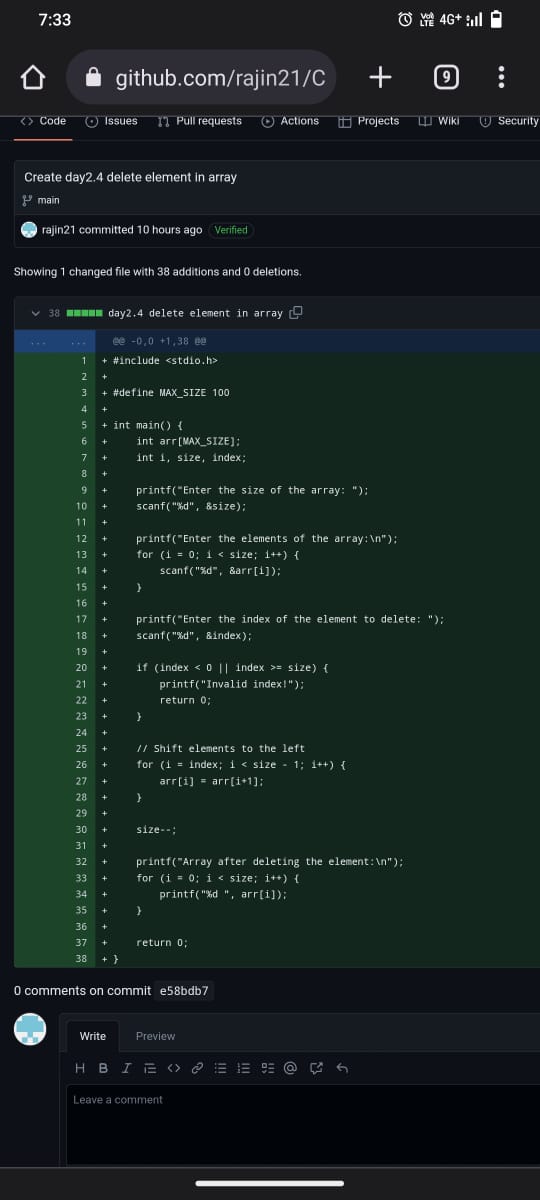 7:33 Vo) LTE 4G+
github.com/rajin21/C 9
Code Issues Pull requests Actions Projects Wiki Security
Create day2.4 delete element in array
main
rajin21 committed 10 hours ago Verified
Showing 1 changed file with 38 additions and 0 deletions.
38 day2.4 delete element in array
... ... @@ -0,0 +1,38 @@
1 + #include <stdio.h>
2 +
3 + #define MAX_SIZE 100
4 +
5 + int main() {
6 +     int arr[MAX_SIZE];
7 +     int i, size, index;
8 +
9 +     printf("Enter the size of the array: ");
10 +     scanf("%d", &size);
11 +
12 +     printf("Enter the elements of the array:\n");
13 +     for (i = 0; i < size; i++) {
14 +         scanf("%d", &arr[i]);
15 +     }
16 +
17 +     printf("Enter the index of the element to delete: ");
18 +     scanf("%d", &index);
19 +
20 +     if (index < 0 || index >= size) {
21 +         printf("Invalid index!");
22 +         return 0;
23 +     }
24 +
25 +     // Shift elements to the left
26 +     for (i = index; i < size - 1; i++) {
27 +         arr[i] = arr[i+1];
28 +     }
29 +
30 +     size--;
31 +
32 +     printf("Array after deleting the element:\n");
33 +     for (i = 0; i < size; i++) {
34 +         printf("%d ", arr[i]);
35 +     }
36 +
37 +     return 0;
38 + }
0 comments on commit e58bdb7
Write Preview
H B I <> @
Leave a comment